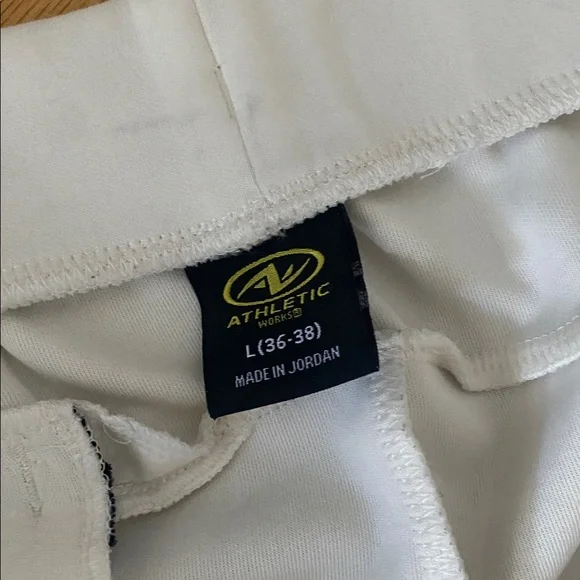 AW
ATHLETIC
WORKS®
L(36-38)
MADE IN JORDAN